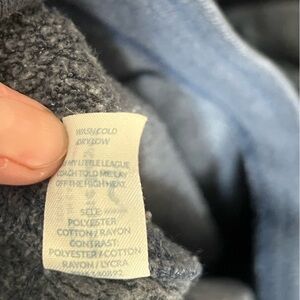 WASH COLD
DRY LOW
MY LITTLE LEAGUE
COACH TOLD ME LAY
OFF THE HIGH HEAT
SELF
POLYESTER
COTTON / RAYON
CONTRAST:
POLYESTER / COTTON
RAYON / LYCRA